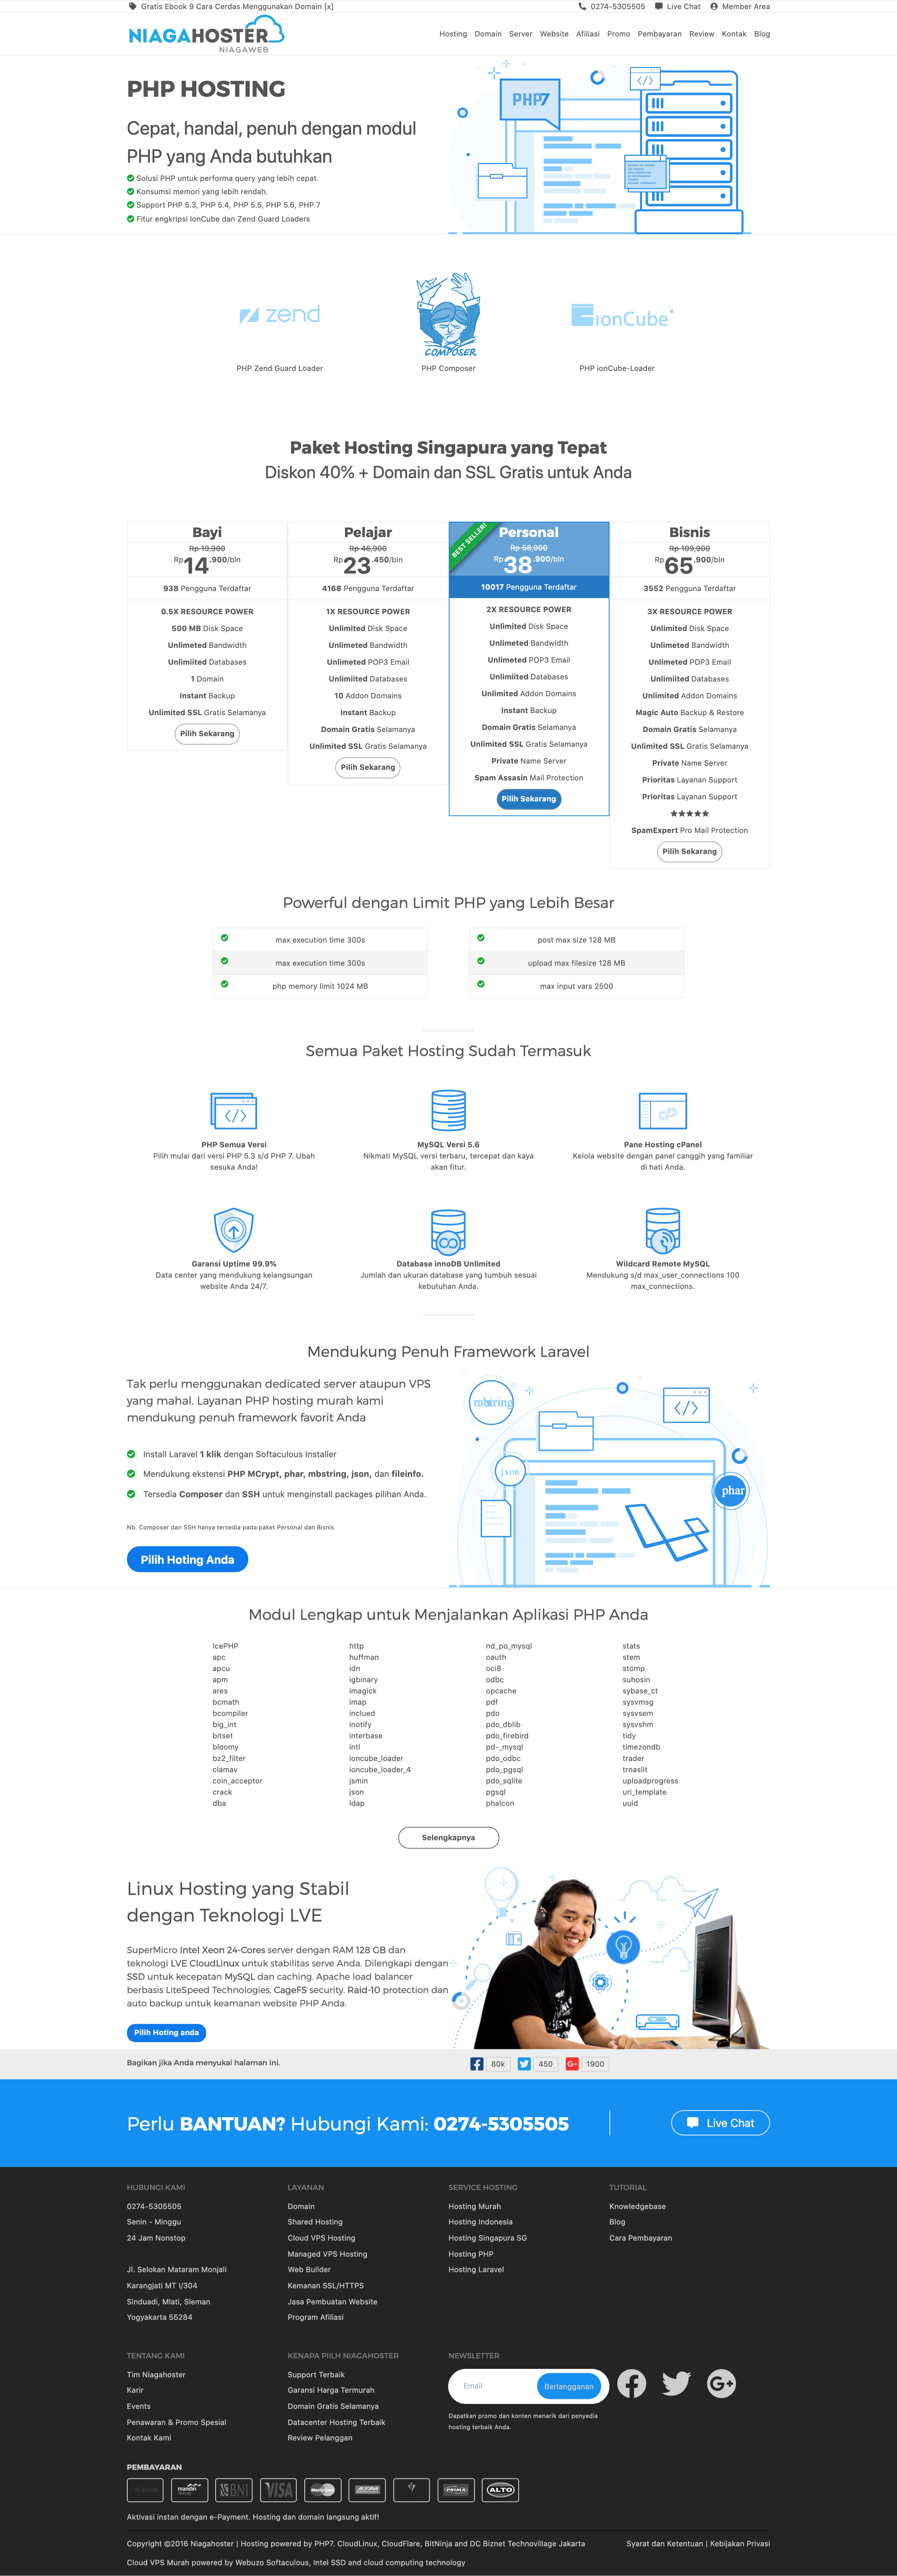 Gratis Ebook 9 Cara Cerdas Menggunakan Domain [x]
0274-5305505 Live Chat Member Area
NIAGAHOSTER
NIAGAWEB
Hosting Domain Server Website Afiliasi Promo Pembayaran Review Kontak Blog
PHP HOSTING
Cepat, handal, penuh dengan modul
PHP yang Anda butuhkan
Solusi PHP untuk performa query yang lebih cepat.
Konsumsi memori yang lebih rendah.
Support PHP 5.3, PHP 5.4, PHP 5.5, PHP 5.6, PHP 7
Fitur engkripsi IonCube dan Zend Guard Loaders
PHP7
zend
COMPOSER
ionCube
PHP Zend Guard Loader
PHP Composer
PHP ionCube-Loader
Paket Hosting Singapura yang Tepat
Diskon 40% + Domain dan SSL Gratis untuk Anda
Bayi
Rp 19,900
Rp 14 .900/bln
938 Pengguna Terdaftar
0.5X RESOURCE POWER
500 MB Disk Space
Unlimeted Bandwidth
Unlimiited Databases
1 Domain
Instant Backup
Unlimited SSL Gratis Selamanya
Pilih Sekarang
Pelajar
Rp 46,900
Rp 23 .450/bln
4168 Pengguna Terdaftar
1X RESOURCE POWER
Unlimited Disk Space
Unlimeted Bandwidth
Unlimeted POP3 Email
Unlimiited Databases
10 Addon Domains
Instant Backup
Domain Gratis Selamanya
Unlimited SSL Gratis Selamanya
Pilih Sekarang
BEST SELLER!
Personal
Rp 58,900
Rp 38 .900/bln
10017 Pengguna Terdaftar
2X RESOURCE POWER
Unlimited Disk Space
Unlimeted Bandwidth
Unlimeted POP3 Email
Unlimiited Databases
Unlimited Addon Domains
Instant Backup
Domain Gratis Selamanya
Unlimited SSL Gratis Selamanya
Private Name Server
Spam Assasin Mail Protection
Pilih Sekarang
Bisnis
Rp 109,900
Rp 65 .900/bln
3552 Pengguna Terdaftar
3X RESOURCE POWER
Unlimited Disk Space
Unlimeted Bandwidth
Unlimeted POP3 Email
Unlimiited Databases
Unlimited Addon Domains
Magic Auto Backup & Restore
Domain Gratis Selamanya
Unlimited SSL Gratis Selamanya
Private Name Server
Prioritas Layanan Support
Prioritas Layanan Support
★★★★★
SpamExpert Pro Mail Protection
Pilih Sekarang
Powerful dengan Limit PHP yang Lebih Besar
max execution time 300s
max execution time 300s
php memory limit 1024 MB
post max size 128 MB
upload max filesize 128 MB
max input vars 2500
Semua Paket Hosting Sudah Termasuk
PHP Semua Versi
Pilih mulai dari versi PHP 5.3 s/d PHP 7. Ubah
sesuka Anda!
MySQL Versi 5.6
Nikmati MySQL versi terbaru, tercepat dan kaya
akan fitur.
cP
Pane Hosting cPanel
Kelola website dengan panel canggih yang familiar
di hati Anda.
Garansi Uptime 99.9%
Data center yang mendukung kelangsungan
website Anda 24/7.
Database innoDB Unlimited
Jumlah dan ukuran database yang tumbuh sesuai
kebutuhan Anda.
Wildcard Remote MySQL
Mendukung s/d max_user_connections 100
max_connections.
Mendukung Penuh Framework Laravel
Tak perlu menggunakan dedicated server ataupun VPS
yang mahal. Layanan PHP hosting murah kami
mendukung penuh framework favorit Anda
Install Laravel 1 klik dengan Softaculous Installer
Mendukung ekstensi PHP MCrypt, phar, mbstring, json, dan fileinfo.
Tersedia Composer dan SSH untuk menginstall packages pilihan Anda.
Nb. Composer dan SSH hanya tersedia pada paket Personal dan Bisnis
Pilih Hoting Anda
mbstring
json
phar
Modul Lengkap untuk Menjalankan Aplikasi PHP Anda
IcePHP
apc
apcu
apm
ares
bcmath
bcompiler
big_int
bitset
bloomy
bz2_filter
clamav
coin_acceptor
crack
dba
http
huffman
idn
igbinary
imagick
imap
inclued
inotify
interbase
intl
ioncube_loader
ioncube_loader_4
jsmin
json
ldap
nd_po_mysql
oauth
oci8
odbc
opcache
pdf
pdo
pdo_dblib
pdo_firebird
pd-_mysql
pdo_odbc
pdo_pgsql
pdo_sqlite
pgsql
phalcon
stats
stem
stomp
suhosin
sybase_ct
sysvmsg
sysvsem
sysvshm
tidy
timezondb
trader
trnaslit
uploadprogress
uri_template
uuid
Selengkapnya
Linux Hosting yang Stabil
dengan Teknologi LVE
SuperMicro Intel Xeon 24-Cores server dengan RAM 128 GB dan
teknologi LVE CloudLinux untuk stabilitas serve Anda. Dilengkapi dengan
SSD untuk kecepatan MySQL dan caching. Apache load balancer
berbasis LiteSpeed Technologies, CageFS security. Raid-10 protection dan
auto backup untuk keamanan website PHP Anda.
Pilih Hoting anda
Bagikan jika Anda menyukai halaman ini.
80k 450 G+ 1900
Perlu BANTUAN? Hubungi Kami: 0274-5305505
Live Chat
HUBUNGI KAMI
0274-5305505
Senin - Minggu
24 Jam Nonstop
Jl. Selokan Mataram Monjali
Karangjati MT I/304
Sinduadi, Mlati, Sleman
Yogyakarta 55284
LAYANAN
Domain
Shared Hosting
Cloud VPS Hosting
Managed VPS Hosting
Web Builder
Kemanan SSL/HTTPS
Jasa Pembuatan Website
Program Afiliasi
SERVICE HOSTING
Hosting Murah
Hosting Indonesia
Hosting Singapura SG
Hosting PHP
Hosting Laravel
TUTORIAL
Knowledgebase
Blog
Cara Pembayaran
TENTANG KAMI
Tim Niagahoster
Karir
Events
Penawaran & Promo Spesial
Kontak Kami
KENAPA PIILH NIAGAHOSTER
Support Terbaik
Garansi Harga Termurah
Domain Gratis Selamanya
Datacenter Hosting Terbaik
Review Pelanggan
NEWSLETTER
Email
Berlangganan
Dapatkan promo dan konten menarik dari penyedia
hosting terbaik Anda.
G+
PEMBAYARAN
mandiri
BNI
VISA
MasterCard
ATM
PRIMA
ALTO
Aktivasi instan dengan e-Payment. Hosting dan domain langsung aktif!
Copyright ©2016 Niagahoster | Hosting powered by PHP7. CloudLinux, CloudFlare, BitNinja and DC Biznet Technovillage Jakarta
Syarat dan Ketentuan | Kebijakan Privasi
Cloud VPS Murah powered by Webuzo Softaculous, Intel SSD and cloud computing technology